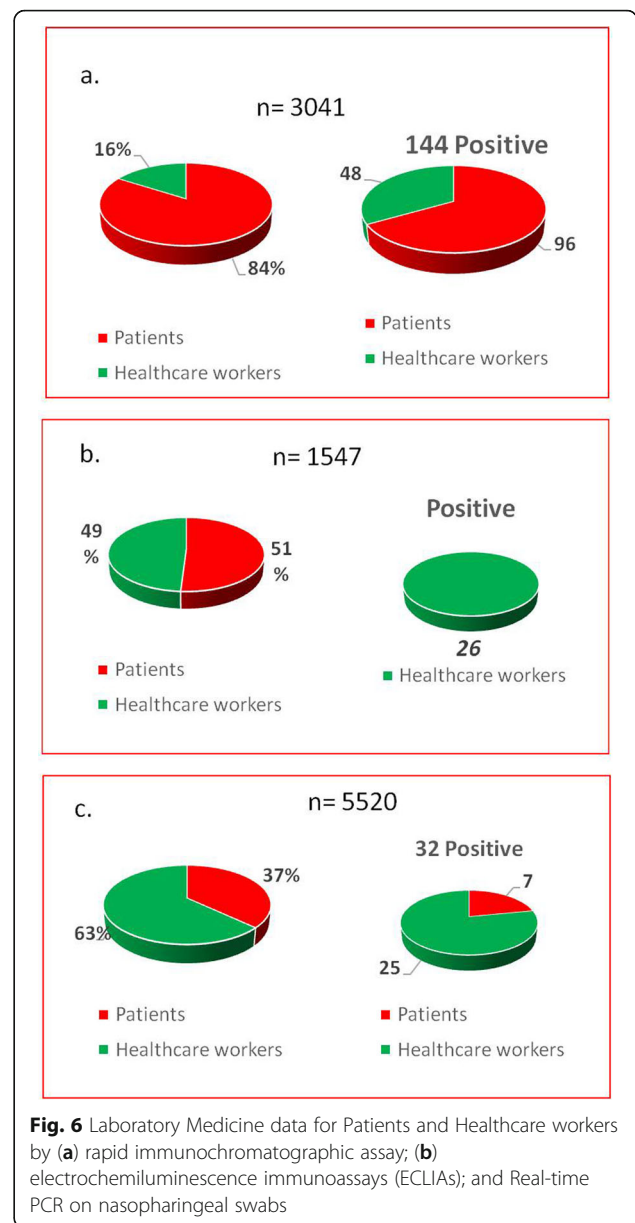 a.
n= 3041
16%
84%
Patients
Healthcare workers
144 Positive
48
96
Patients
Healthcare workers
b.
n= 1547
49
%
51
%
Patients
Healthcare workers
Positive
26
Healthcare workers
c.
n= 5520
37%
63%
Patients
Healthcare workers
32 Positive
7
25
Patients
Healthcare workers
Fig. 6 Laboratory Medicine data for Patients and Healthcare workers
by (a) rapid immunochromatographic assay; (b)
electrochemiluminescence immunoassays (ECLIAs); and Real-time
PCR on nasopharingeal swabs